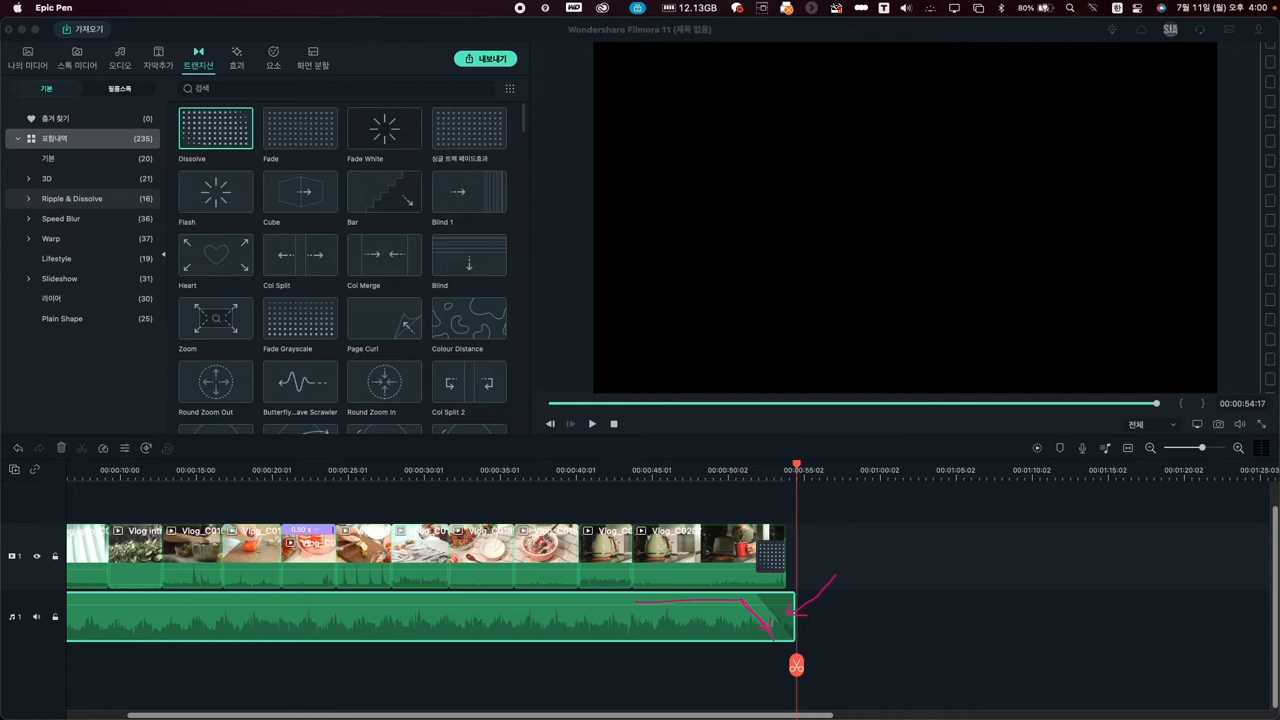 Epic Pen
12.13GB
80%
7월 11일(월) 오후 4:00
가져오기
Wondershare Filmora 11 (제목 없음)
SIA
나의 미디어
스톡 미디어
오디오
자막추가
트랜지션
효과
요소
화면 분할
내보내기
기본
필름스톡
검색
즐겨 찾기 (0)
포함내역 (235)
기본 (20)
3D (21)
Ripple & Dissolve (16)
Speed Blur (36)
Warp (37)
Lifestyle (19)
Slideshow (31)
라이어 (30)
Plain Shape (25)
Dissolve
Fade
Fade White
싱글 트랙 페이드효과
Flash
Cube
Bar
Blind 1
Heart
Col Split
Col Merge
Blind
Zoom
Fade Grayscale
Page Curl
Colour Distance
Round Zoom Out
Butterfly...ave Scrawler
Round Zoom In
Col Split 2
00:00:54:17
전체
00:00:10:00
00:00:15:00
00:00:20:01
00:00:25:01
00:00:30:01
00:00:35:01
00:00:40:01
00:00:45:01
00:00:50:02
00:00:55:02
00:01:00:02
00:01:05:02
00:01:10:02
00:01:15:02
00:01:20:02
00:01:25:03
0.50 x
Vlog int
Vlog_C01
Vlog_C02
1
1